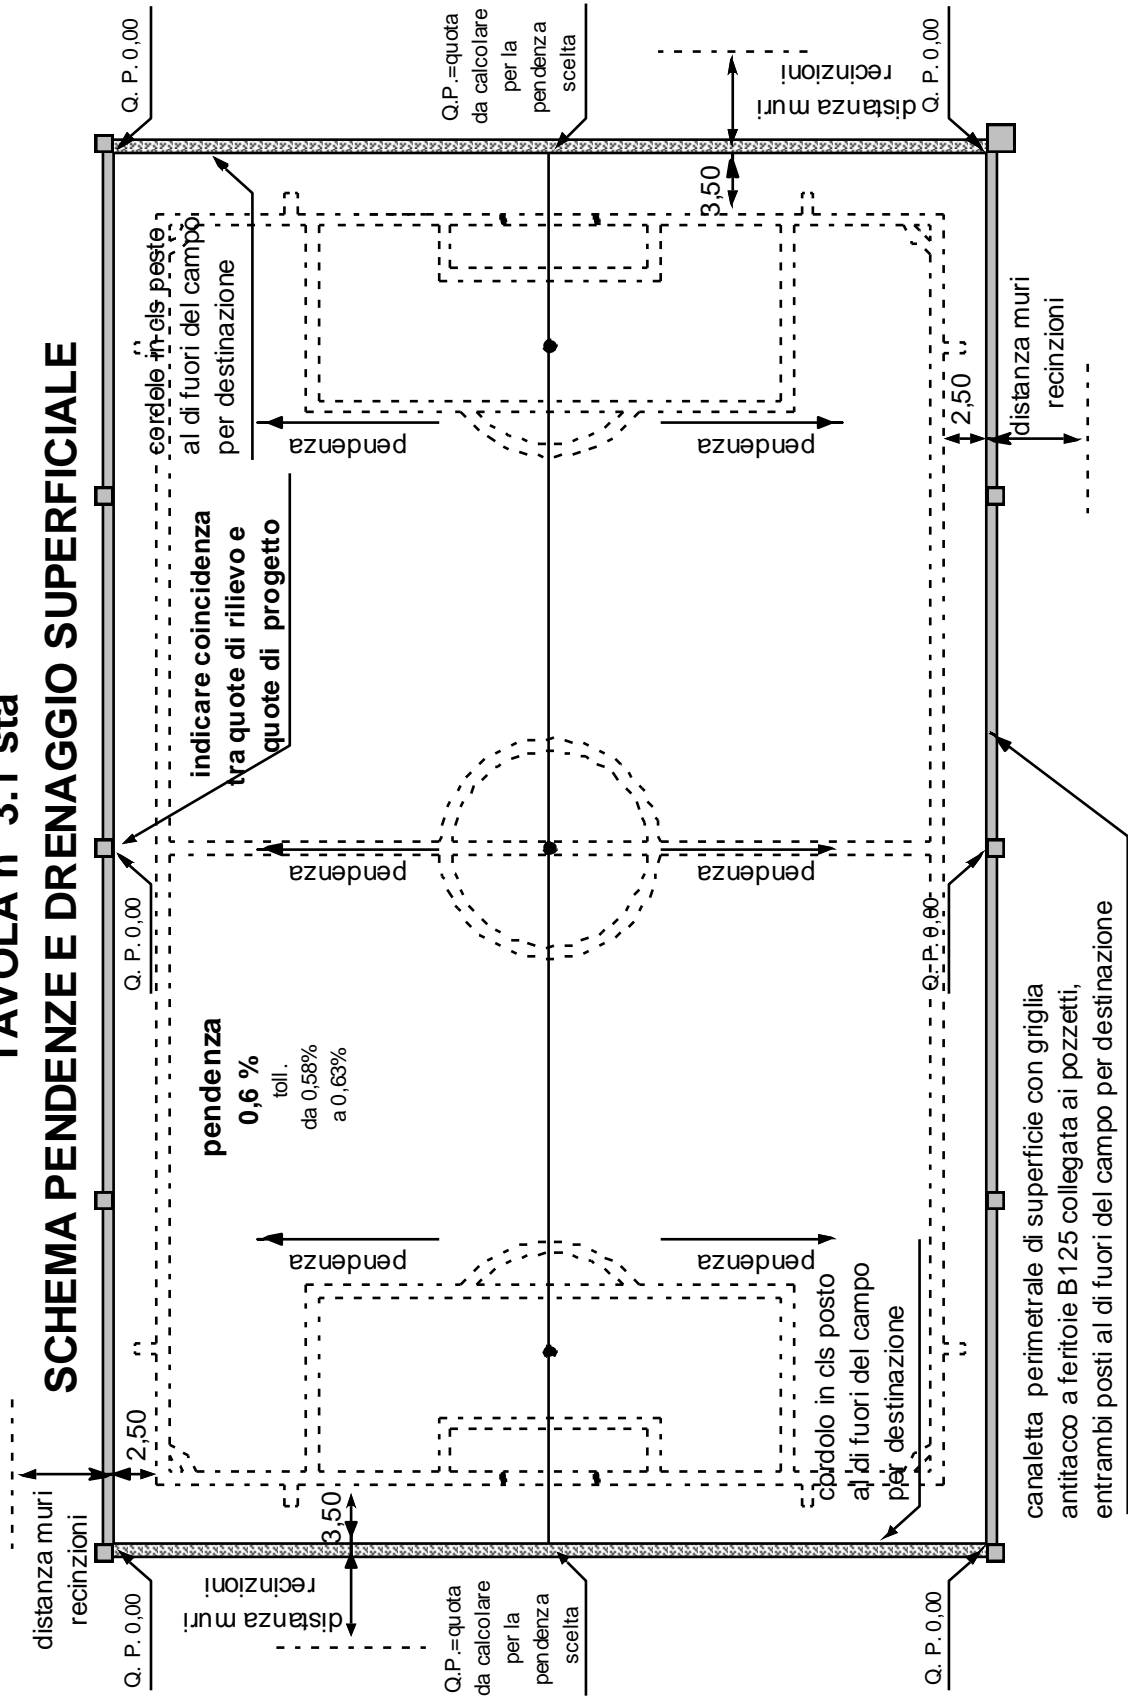 TAVOLA n° 3.1 sta
SCHEMA PENDENZE E DRENAGGIO SUPERFICIALE
distanza muri
recinzioni
2,50
Q. P. 0,00
Q. P. 0,00
Q. P. 0,00
indicare coincidenza
tra quote di rilievo e
quote di progetto
cordolo in cls posto
al di fuori del campo
per destinazione
pendenza
0,6 %
toll.
da 0,58%
a 0,63%
pendenza
pendenza
pendenza
distanza muri
recinzioni
3,50
Q.P.=quota
da calcolare
per la
pendenza
scelta
Q.P.=quota
da calcolare
per la
pendenza
scelta
pendenza
pendenza
pendenza
3,50
distanza muri
recinzioni
cordolo in cls posto
al di fuori del campo
per destinazione
Q. P. 0,00
Q. P. 0,00
Q. P. 0,00
2,50
distanza muri
recinzioni
canaletta perimetrale di superficie con griglia
antitacco a feritoie B125 collegata ai pozzetti,
entrambi posti al di fuori del campo per destinazione